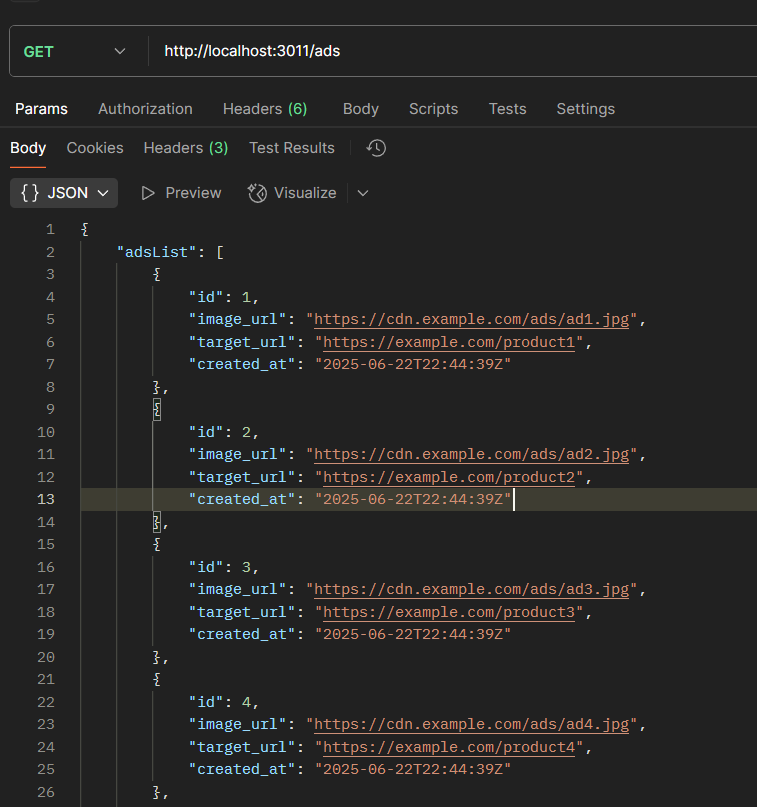 GET http://localhost:3011/ads
Params Authorization Headers (6) Body Scripts Tests Settings
Body Cookies Headers (3) Test Results
{} JSON Preview Visualize
1 {
2 "adsList": [
3 {
4 "id": 1,
5 "image_url": "https://cdn.example.com/ads/ad1.jpg",
6 "target_url": "https://example.com/product1",
7 "created_at": "2025-06-22T22:44:39Z"
8 },
9 {
10 "id": 2,
11 "image_url": "https://cdn.example.com/ads/ad2.jpg",
12 "target_url": "https://example.com/product2",
13 "created_at": "2025-06-22T22:44:39Z"
14 },
15 {
16 "id": 3,
17 "image_url": "https://cdn.example.com/ads/ad3.jpg",
18 "target_url": "https://example.com/product3",
19 "created_at": "2025-06-22T22:44:39Z"
20 },
21 {
22 "id": 4,
23 "image_url": "https://cdn.example.com/ads/ad4.jpg",
24 "target_url": "https://example.com/product4",
25 "created_at": "2025-06-22T22:44:39Z"
26 },